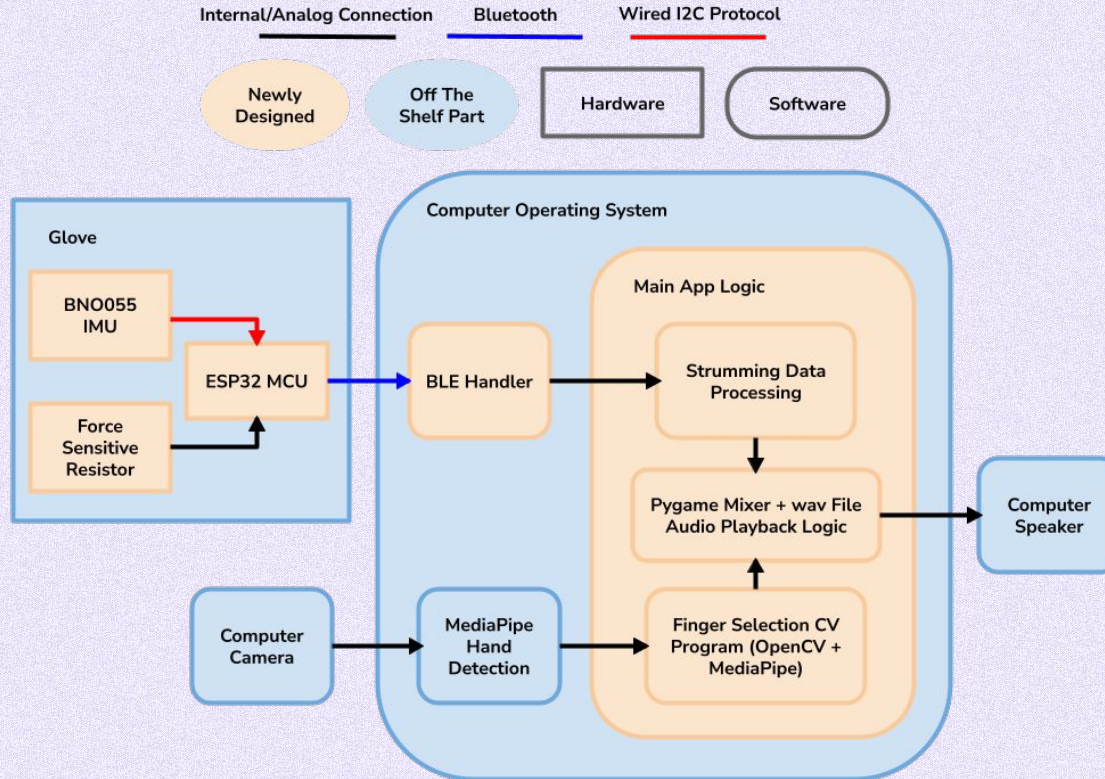 Internal/Analog Connection
Bluetooth
Wired I2C Protocol
Newly
Designed
Off The
Shelf Part
Hardware
Software
Glove
BNO055
IMU
ESP32 MCU
Force
Sensitive
Resistor
Computer Operating System
BLE Handler
Main App Logic
Strumming Data
Processing
Pygame Mixer + wav File
Audio Playback Logic
Computer
Speaker
Computer
Camera
MediaPipe
Hand
Detection
Finger Selection CV
Program (OpenCV +
MediaPipe)